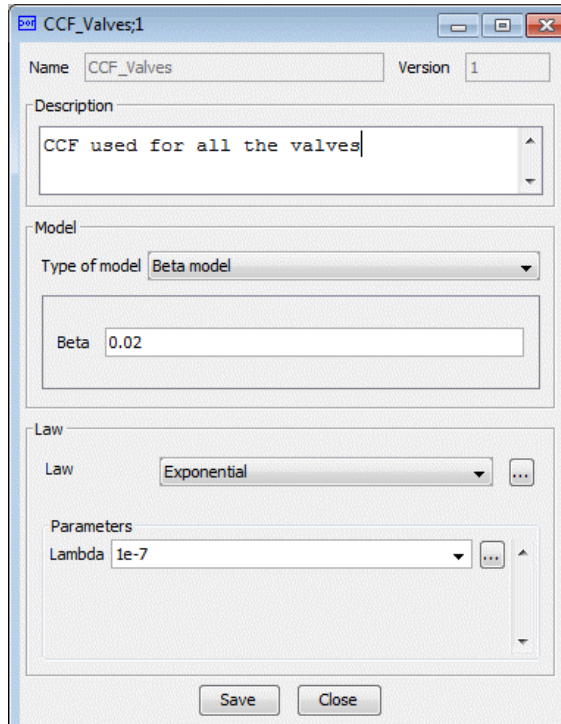 CCF_Valves;1
Name CCF_Valves Version 1
Description
CCF used for all the valves
Model
Type of model Beta model
Beta 0.02
Law
Law Exponential ...
Parameters
Lambda 1e-7 ...
Save Close